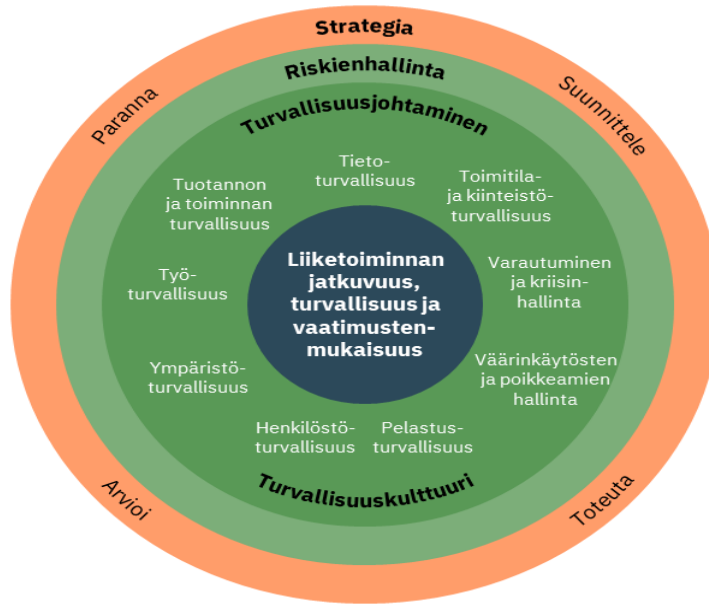 Strategia
Riskienhallinta
Turvallisuusjohtaminen
Paranna
Suunnittele
Tieto-
turvallisuus
Tuotannon
ja toiminnan
turvallisuus
Toimitila-
ja kiinteistö-
turvallisuus
Työ-
turvallisuus
Liiketoiminnan
jatkuvuus,
turvallisuus ja
vaatimusten-
mukaisuus
Varautuminen
ja kriisin-
hallinta
Ympäristö-
turvallisuus
Väärinkäytösten
ja poikkeamien
hallinta
Henkilöstö-
turvallisuus
Pelastus-
turvallisuus
Turvallisuuskulttuuri
Arvioi
Toteuta